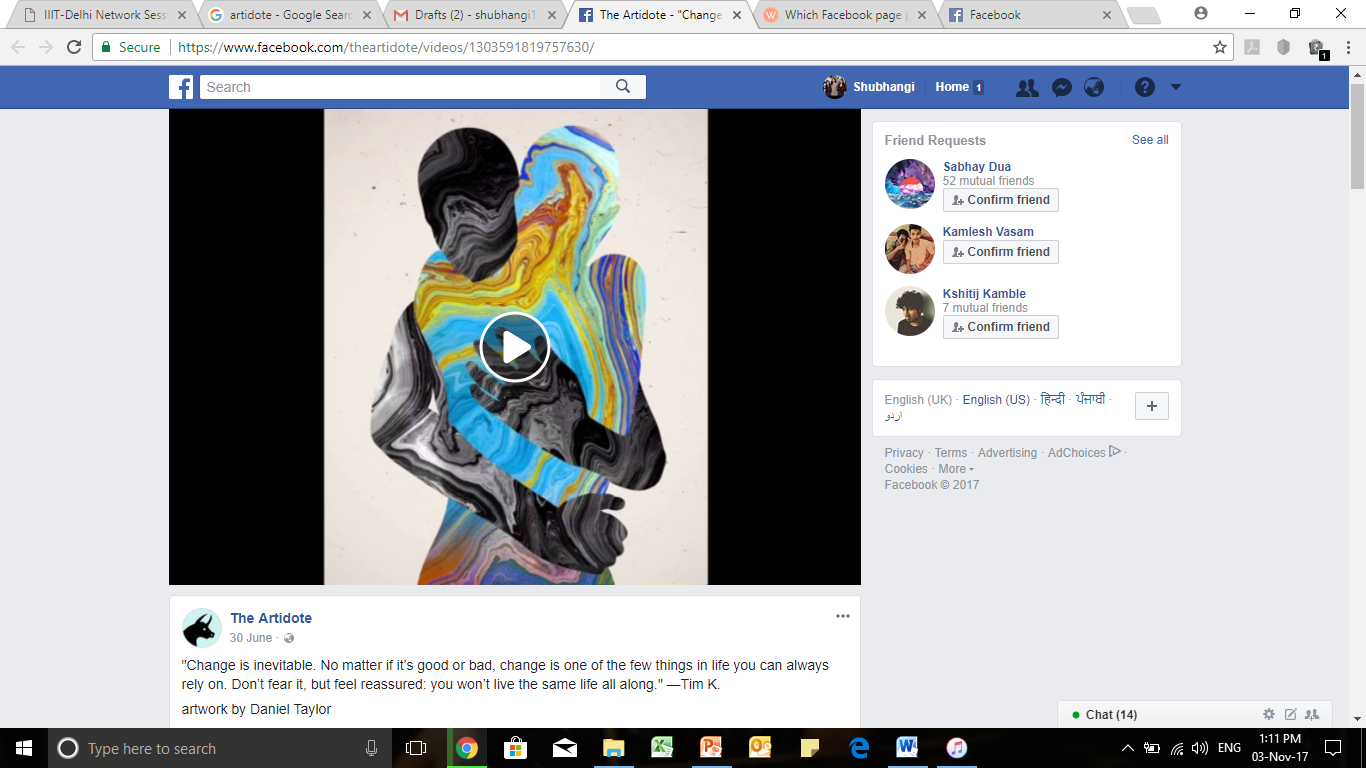 IIIT-Delhi Network Sess
artidote - Google Searc
Drafts (2) - shubhangi1
The Artidote - "Change
Which Facebook page p
Facebook
Secure
https://www.facebook.com/theartidote/videos/1303591819757630/
1
Search
Shubhangi
Home 1
Friend Requests
See all
Sabhay Dua
52 mutual friends
Confirm friend
Kamlesh Vasam
Confirm friend
Kshitij Kamble
7 mutual friends
Confirm friend
English (UK) · English (US) · हिन्दी · ਪੰਜਾਬੀ ·
اردو
Privacy · Terms · Advertising · AdChoices ·
Cookies · More
Facebook © 2017
The Artidote
30 June ·
"Change is inevitable. No matter if it's good or bad, change is one of the few things in life you can always
rely on. Don't fear it, but feel reassured: you won't live the same life all along." —Tim K.
artwork by Daniel Taylor
Chat (14)
Type here to search
ENG
1:11 PM
03-Nov-17